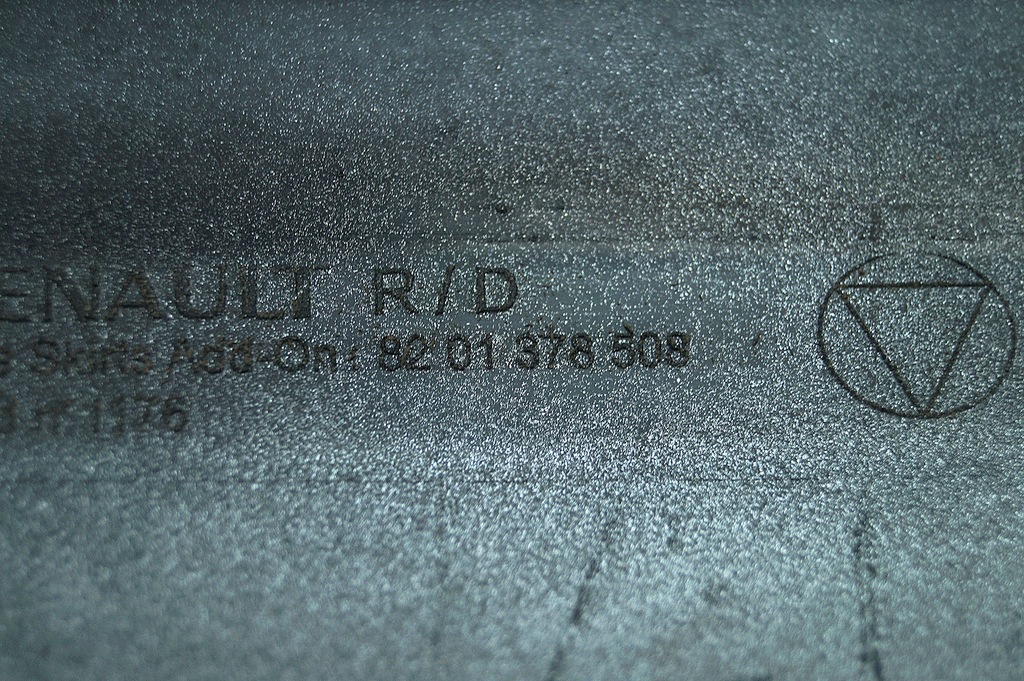 ENAULT R/D
e Skirts Add-On: 82 01 378 508
1176